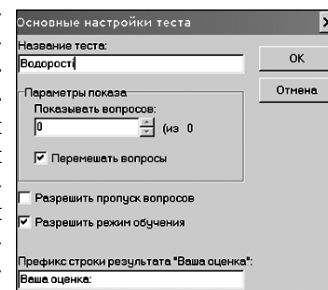 Основные настройки теста
Название теста:
Водорості
OK
Отмена
Параметры показа
Показывать вопросов:
0 (из 0
Перемешать вопросы
Разрешить пропуск вопросов
Разрешить режим обучения
Префикс строки результата "Ваша оценка":
Ваша оценка: